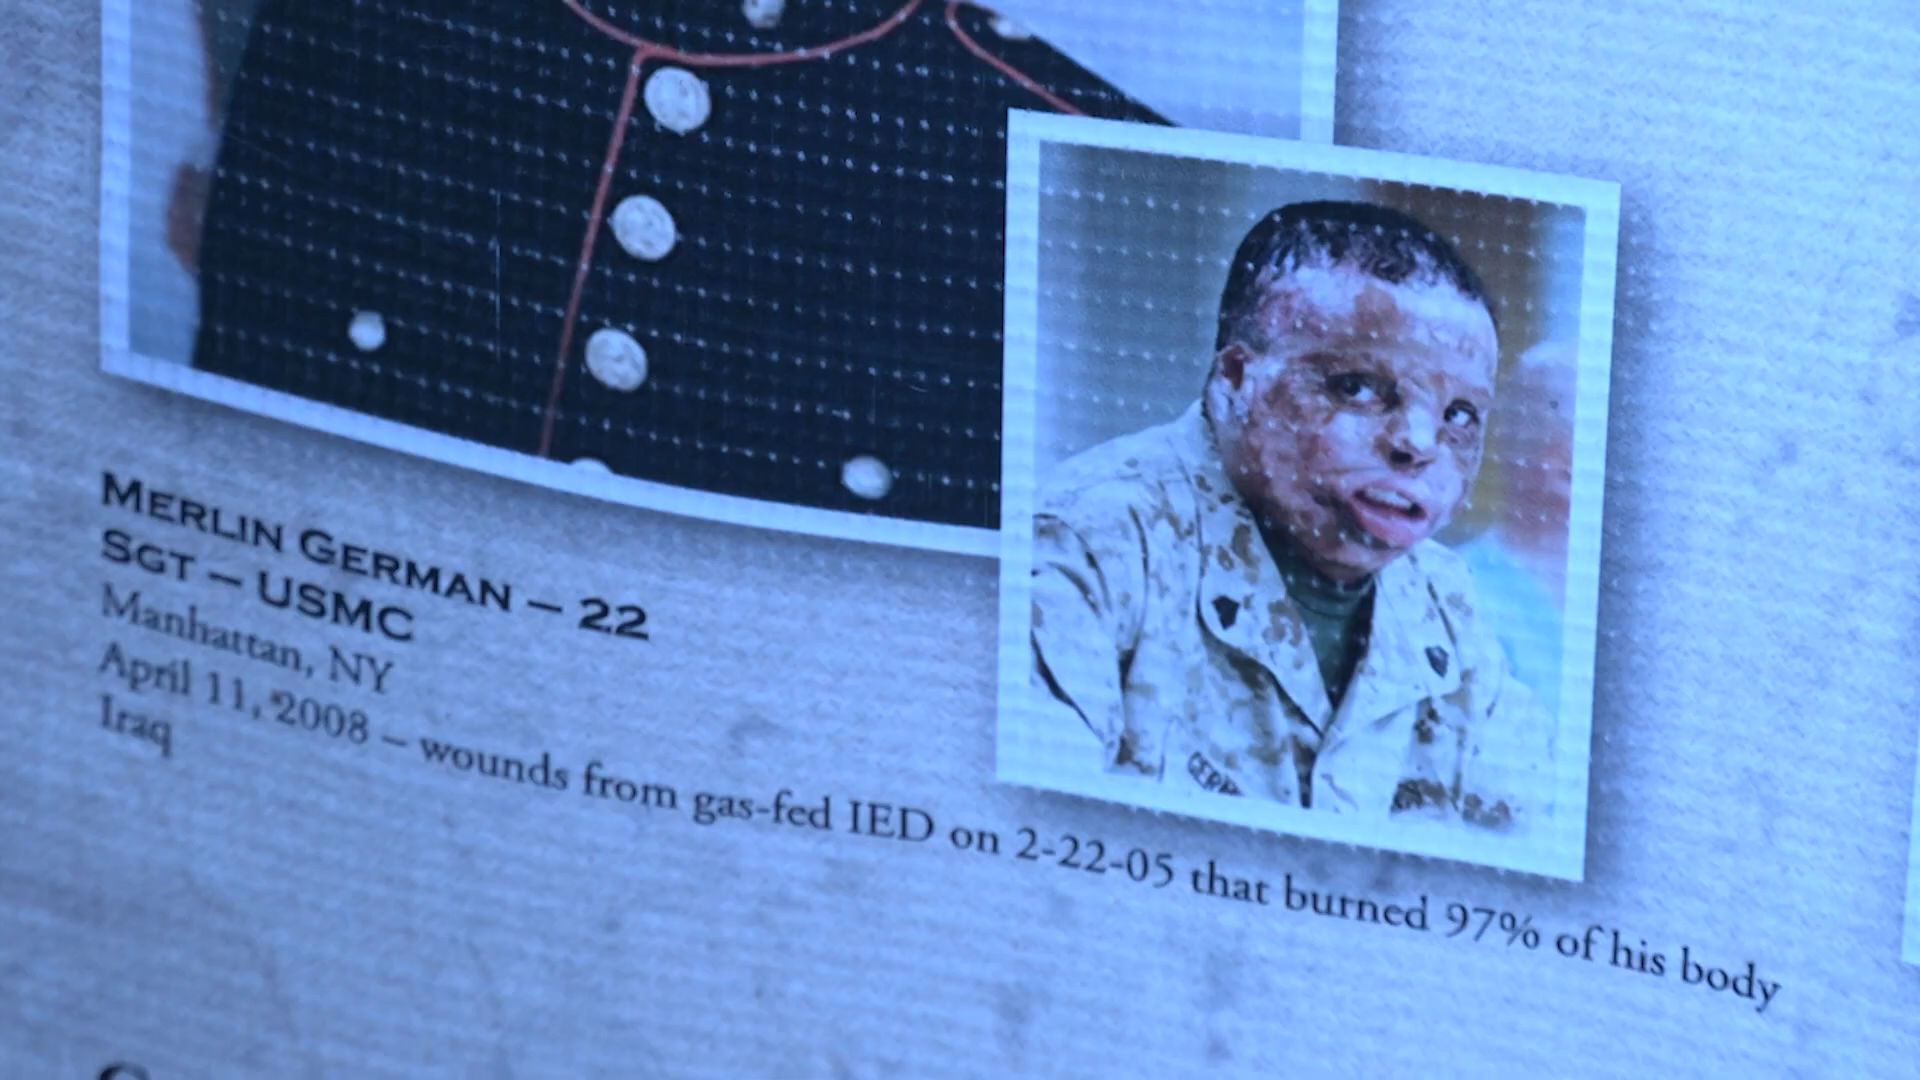 MERLIN GERMAN – 22
SGT – USMC
Manhattan, NY
April 11, 2008 – wounds from gas-fed IED on 2-22-05 that burned 97% of his body
Iraq